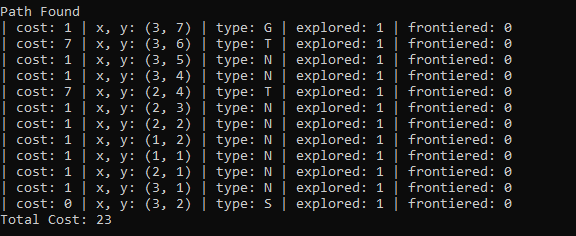 Path Found
| cost: 1 | x, y: (3, 7) | type: G | explored: 1 | frontiered: 0
| cost: 7 | x, y: (3, 6) | type: T | explored: 1 | frontiered: 0
| cost: 1 | x, y: (3, 5) | type: N | explored: 1 | frontiered: 0
| cost: 1 | x, y: (3, 4) | type: N | explored: 1 | frontiered: 0
| cost: 7 | x, y: (2, 4) | type: T | explored: 1 | frontiered: 0
| cost: 1 | x, y: (2, 3) | type: N | explored: 1 | frontiered: 0
| cost: 1 | x, y: (2, 2) | type: N | explored: 1 | frontiered: 0
| cost: 1 | x, y: (1, 2) | type: N | explored: 1 | frontiered: 0
| cost: 1 | x, y: (1, 1) | type: N | explored: 1 | frontiered: 0
| cost: 1 | x, y: (2, 1) | type: N | explored: 1 | frontiered: 0
| cost: 1 | x, y: (3, 1) | type: N | explored: 1 | frontiered: 0
| cost: 0 | x, y: (3, 2) | type: S | explored: 1 | frontiered: 0
Total Cost: 23